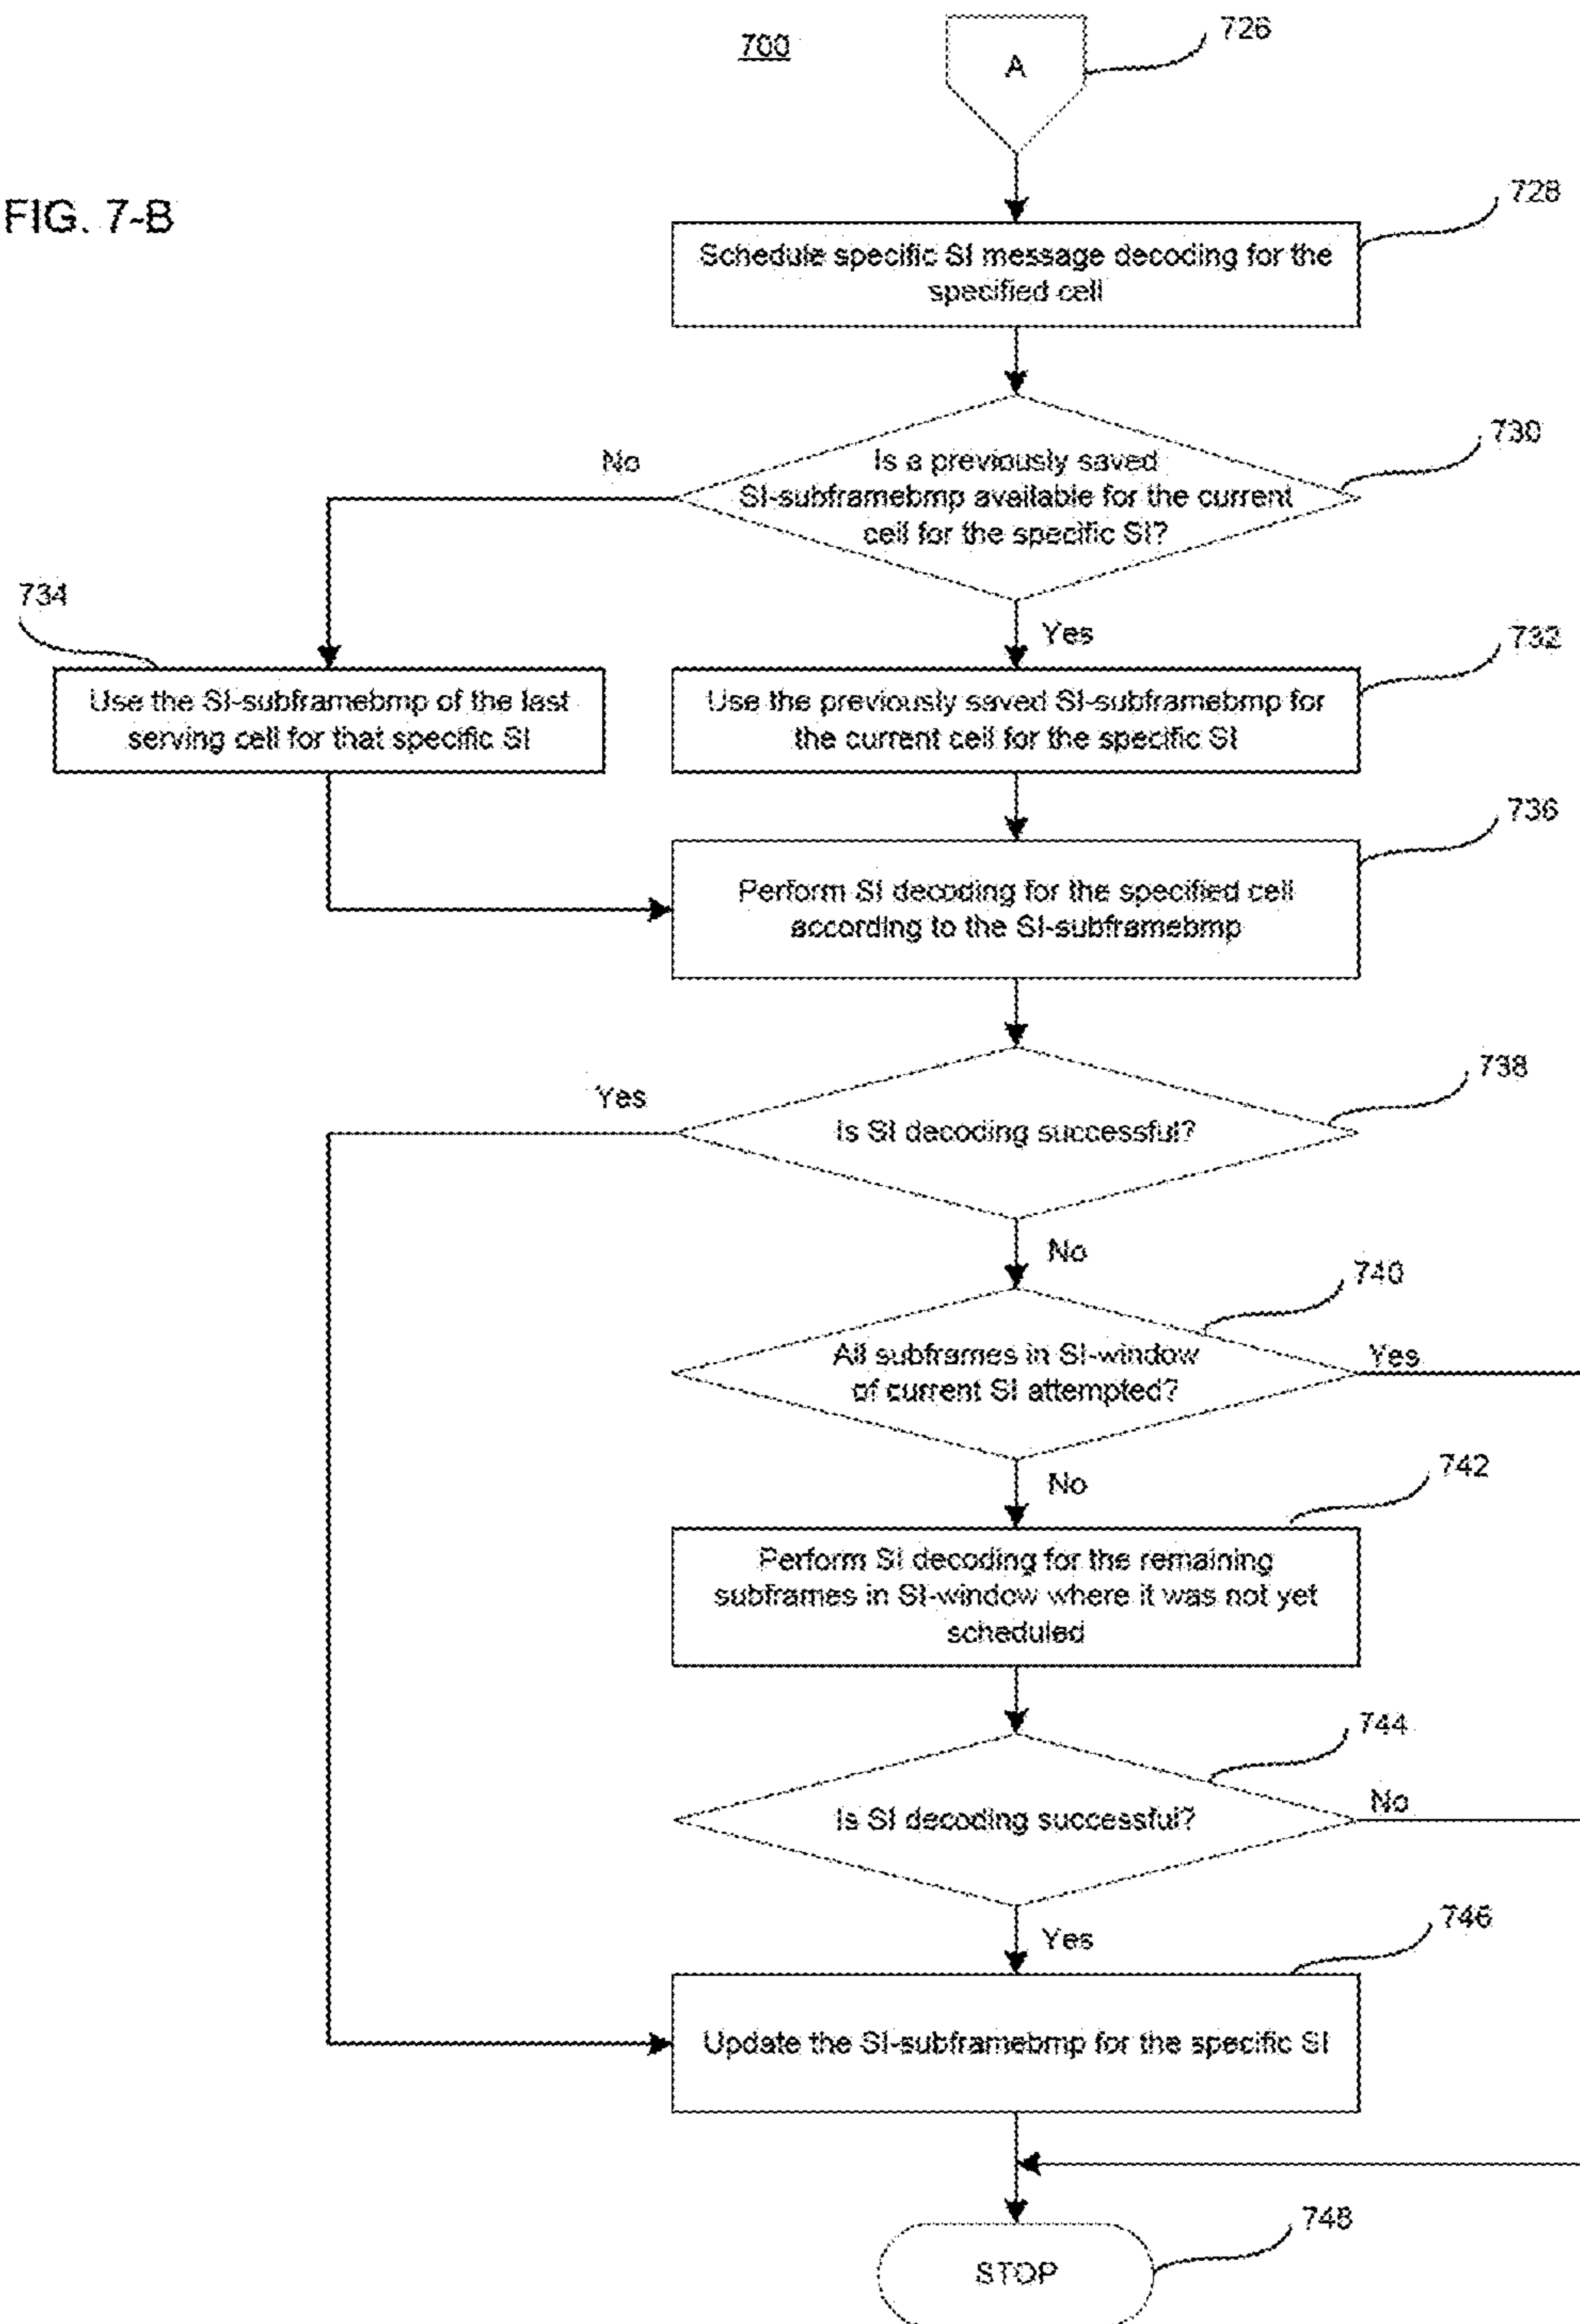 700
A
726
FIG. 7-B
728
Schedule specific SI message decoding for the
specified cell
730
No
Is a previously saved
SI-subframebmp available for the current
cell for the specific SI?
734
Yes
732
Use the SI-subframebmp of the last
serving cell for that specific SI
Use the previously saved SI-subframebmp for
the current cell for the specific SI
736
Perform SI decoding for the specified cell
according to the SI-subframebmp
738
Yes
Is SI decoding successful?
No
740
All subframes in SI-window
of current SI attempted?
Yes
No
742
Perform SI decoding for the remaining
subframes in SI-window where it was not yet
scheduled
744
Is SI decoding successful?
No
Yes
746
Update the SI-subframebmp for the specific SI
748
STOP